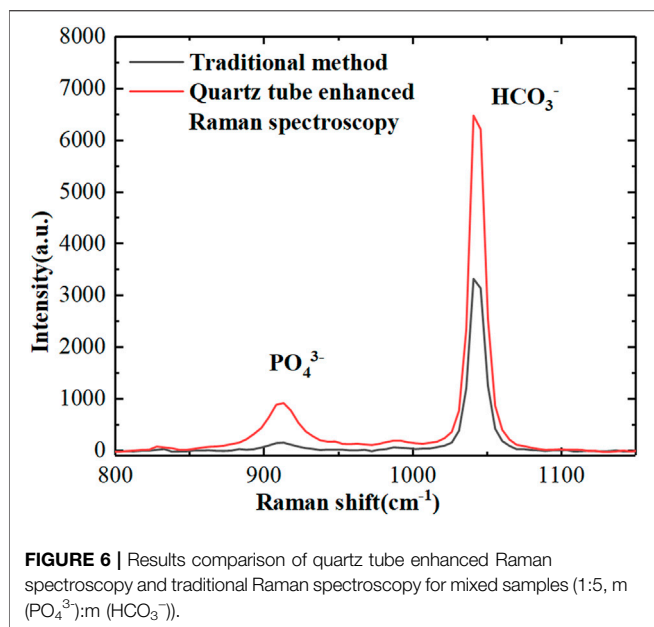 8000
7000
6000
5000
4000
3000
2000
1000
0
Intensity(a.u.)
Traditional method
Quartz tube enhanced
Raman spectroscopy
HCO₃⁻
PO₄³⁻
800 900 1000 1100
Raman shift(cm⁻¹)
FIGURE 6 | Results comparison of quartz tube enhanced Raman
spectroscopy and traditional Raman spectroscopy for mixed samples (1:5, m
(PO₄³⁻):m (HCO₃⁻)).